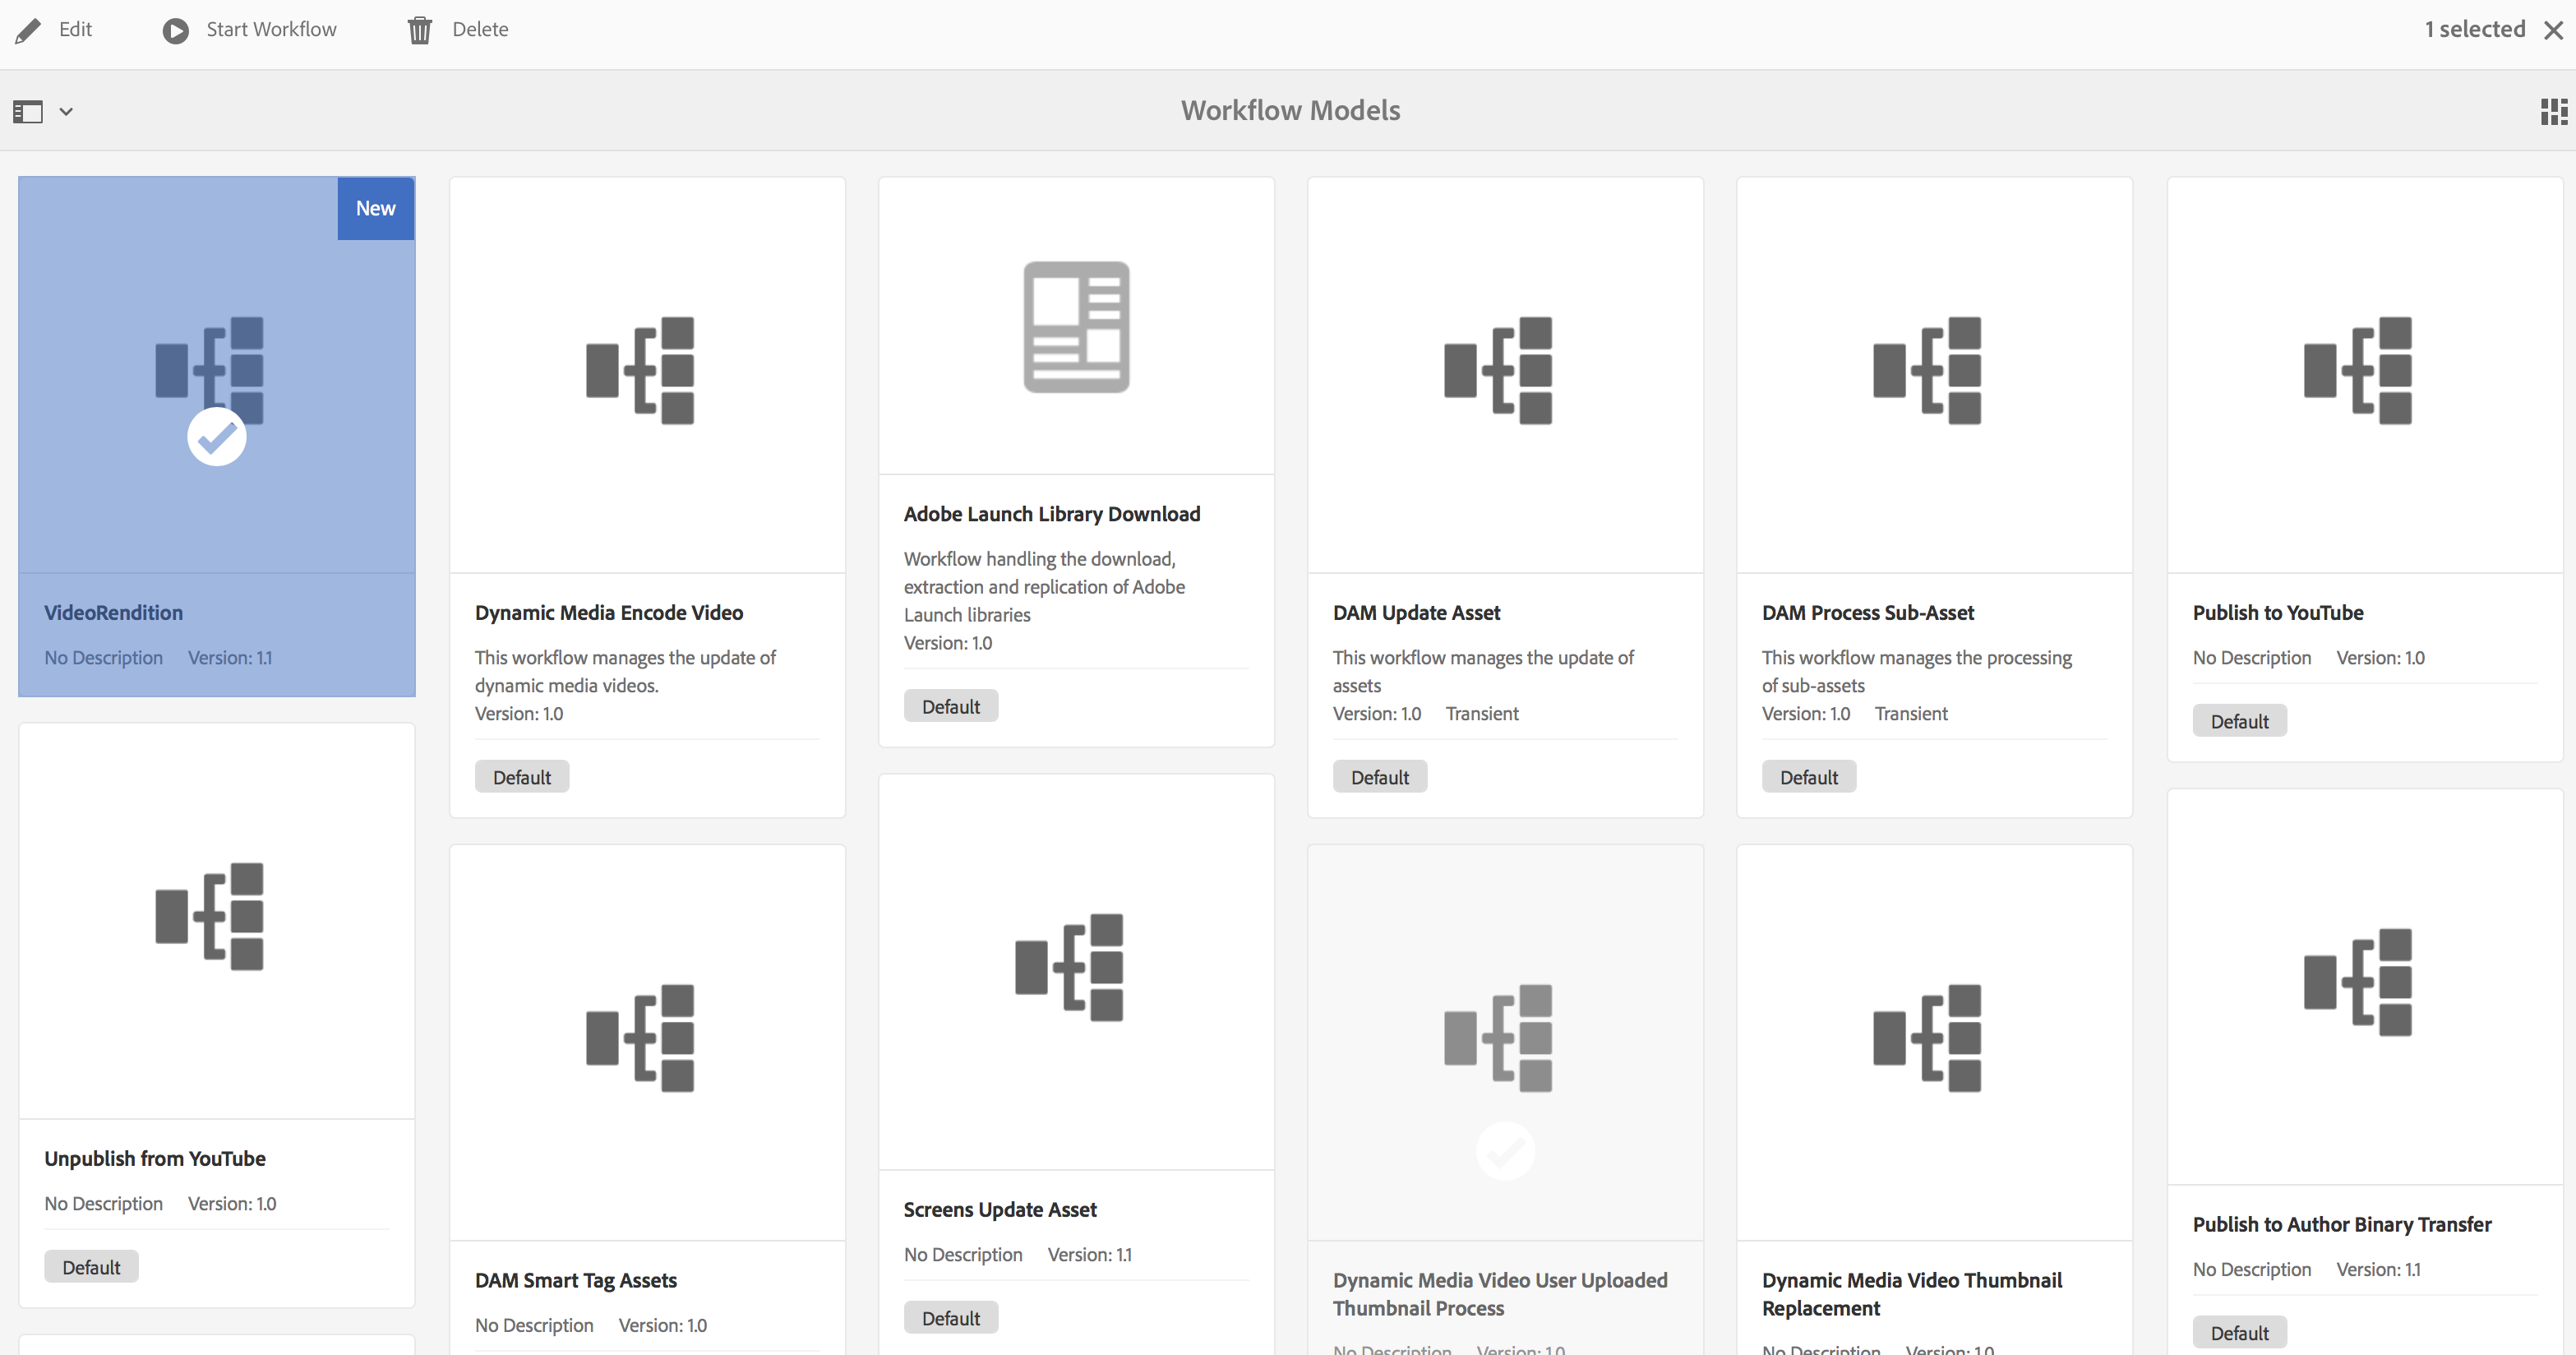 Edit
Start Workflow
Delete
1 selected
Workflow Models
New
VideoRendition
No Description Version: 1.1
Dynamic Media Encode Video
This workflow manages the update of
dynamic media videos.
Version: 1.0
Default
Adobe Launch Library Download
Workflow handling the download,
extraction and replication of Adobe
Launch libraries
Version: 1.0
Default
DAM Update Asset
This workflow manages the update of
assets
Version: 1.0 Transient
Default
DAM Process Sub-Asset
This workflow manages the processing
of sub-assets
Version: 1.0 Transient
Default
Publish to YouTube
No Description Version: 1.0
Default
Unpublish from YouTube
No Description Version: 1.0
Default
DAM Smart Tag Assets
No Description Version: 1.0
Screens Update Asset
No Description Version: 1.1
Default
Dynamic Media Video User Uploaded
Thumbnail Process
No Description Version: 1.0
Dynamic Media Video Thumbnail
Replacement
No Description Version: 1.0
Publish to Author Binary Transfer
No Description Version: 1.1
Default